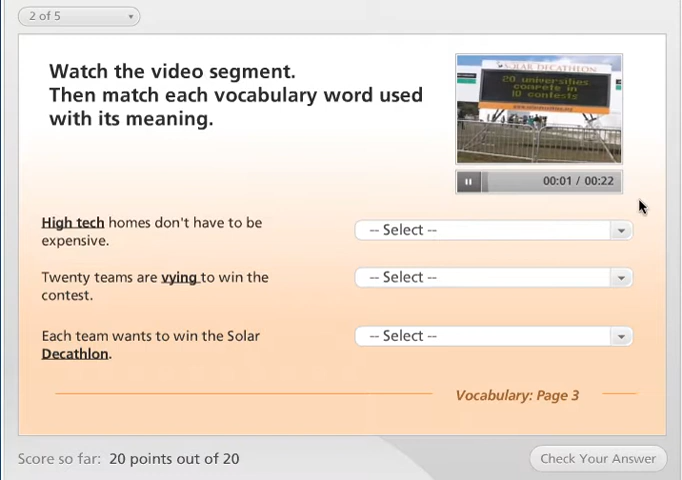 2 of 5
Watch the video segment.
Then match each vocabulary word used
with its meaning.
SOLAR DECATHLON
20 universities
compete in
10 contests
00:01 / 00:22
High tech homes don't have to be
expensive.
-- Select --
Twenty teams are vying to win the
contest.
-- Select --
Each team wants to win the Solar
Decathlon.
-- Select --
Vocabulary: Page 3
Score so far: 20 points out of 20
Check Your Answer